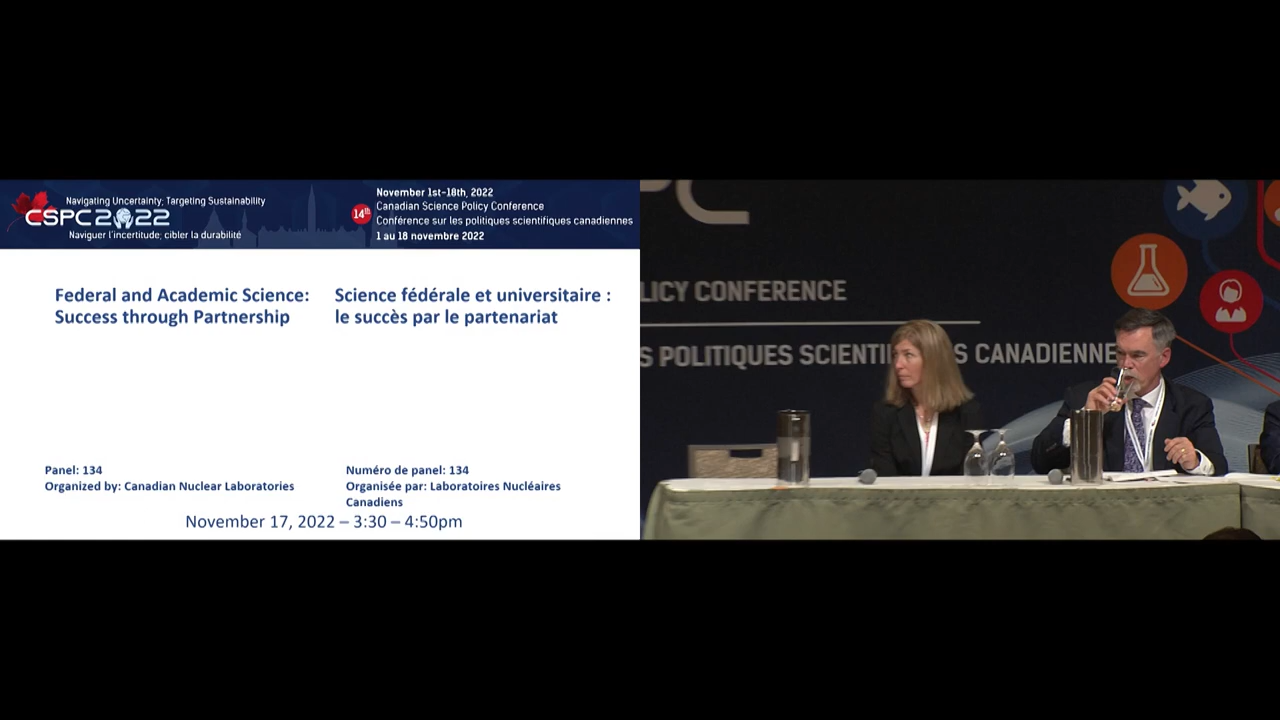 Navigating Uncertainty; Targeting Sustainability
CSPC 2022
Naviguer l'incertitude; cibler la durabilité
14th
November 1st-18th, 2022
Canadian Science Policy Conference
Conférence sur les politiques scientifiques canadiennes
1 au 18 novembre 2022
Federal and Academic Science:
Success through Partnership
Science fédérale et universitaire :
le succès par le partenariat
Panel: 134
Organized by: Canadian Nuclear Laboratories
Numéro de panel: 134
Organisée par: Laboratoires Nucléaires
Canadiens
November 17, 2022 – 3:30 – 4:50pm
PC
LICY CONFERENCE
S POLITIQUES SCIENTI S CANADIENNE